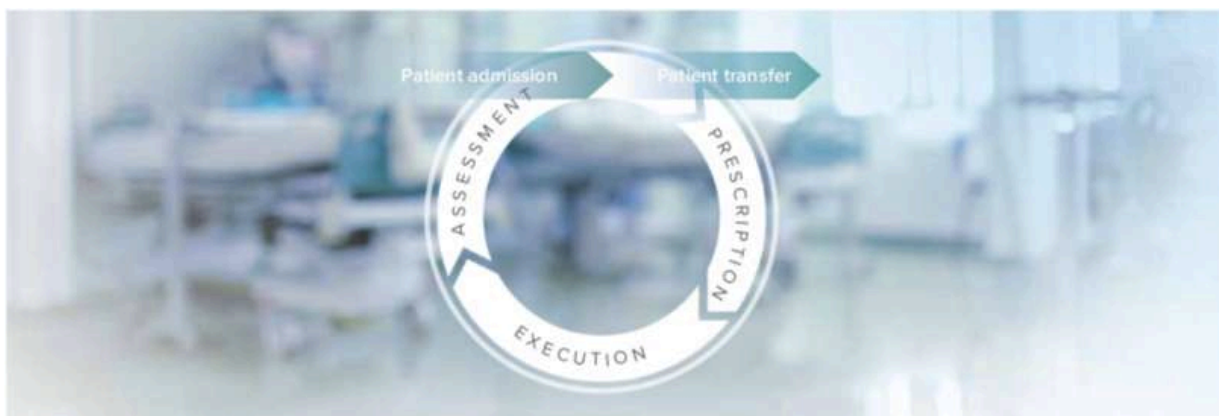 Patient admission
Patient transfer
ASSESSMENT
PRESCRIPTION
EXECUTION